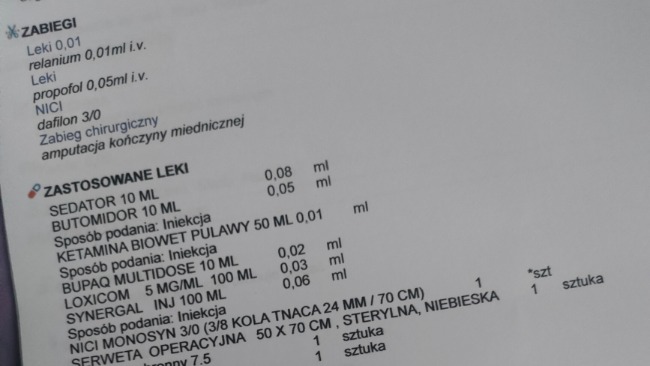 ZABIEGI
Leki 0,01
relanium 0,01ml i.v.
Leki
propofol 0,05ml i.v.
NICI
dafilon 3/0
Zabieg chirurgiczny
amputacja kończyny miednicznej
ZASTOSOWANE LEKI
SEDATOR 10 ML 0,08 ml
BUTOMIDOR 10 ML 0,05 ml
Sposób podania: Iniekcja
KETAMINA BIOWET PULAWY 50 ML 0,01 ml
Sposób podania: Iniekcja
BUPAQ MULTIDOSE 10 ML 0,02 ml
LOXICOM 5 MG/ML 100 ML 0,03 ml
SYNERGAL INJ 100 ML 0,06 ml
Sposób podania: Iniekcja
NICI MONOSYN 3/0 (3/8 KOLA TNACA 24 MM / 70 CM) 1 *szt
SERWETA OPERACYJNA 50 X 70 CM , STERYLNA, NIEBIESKA 1 sztuka
7.5 1 sztuka
1 sztuka